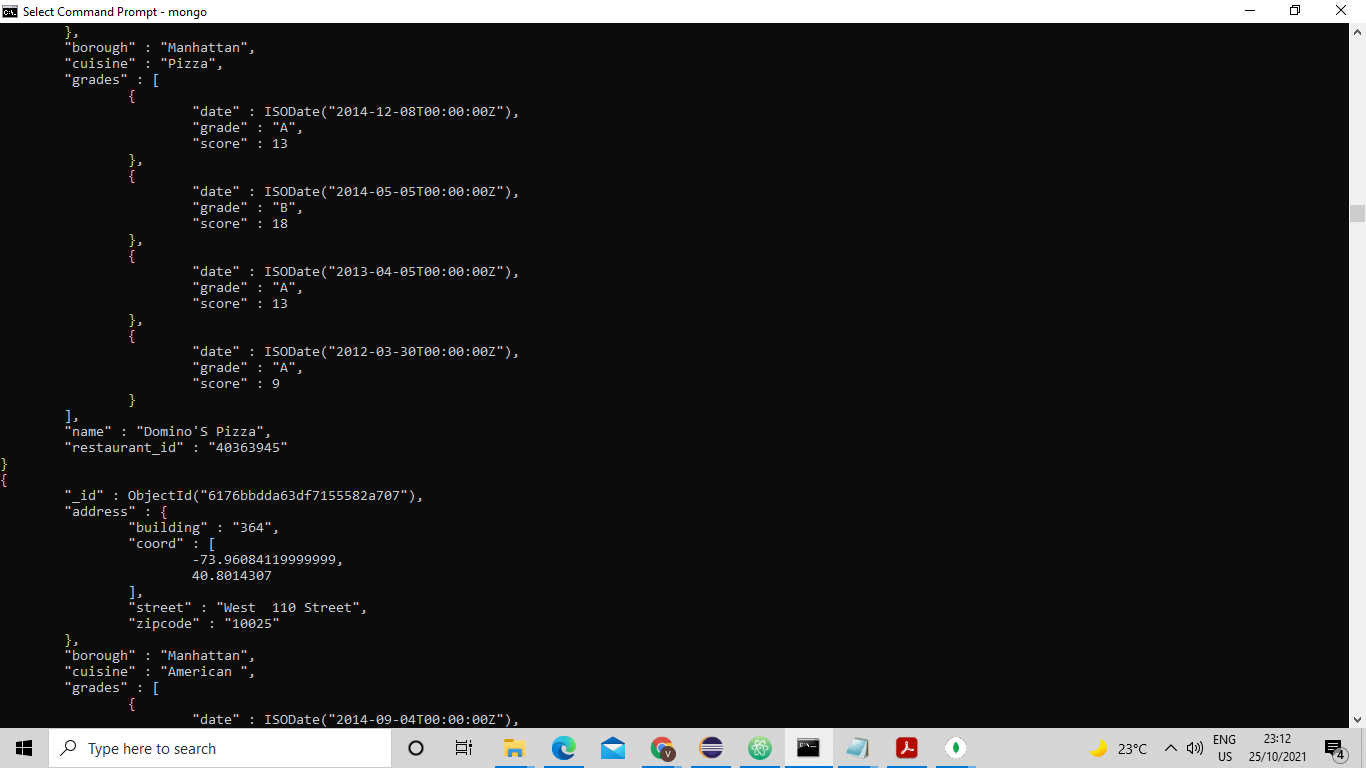 Select Command Prompt - mongo
},
"borough" : "Manhattan",
"cuisine" : "Pizza",
"grades" : [
{
"date" : ISODate("2014-12-08T00:00:00Z"),
"grade" : "A",
"score" : 13
},
{
"date" : ISODate("2014-05-05T00:00:00Z"),
"grade" : "B",
"score" : 18
},
{
"date" : ISODate("2013-04-05T00:00:00Z"),
"grade" : "A",
"score" : 13
},
{
"date" : ISODate("2012-03-30T00:00:00Z"),
"grade" : "A",
"score" : 9
}
],
"name" : "Domino'S Pizza",
"restaurant_id" : "40363945"
}
{
"_id" : ObjectId("6176bbdda63df7155582a707"),
"address" : {
"building" : "364",
"coord" : [
-73.96084119999999,
40.8014307
],
"street" : "West  110 Street",
"zipcode" : "10025"
},
"borough" : "Manhattan",
"cuisine" : "American ",
"grades" : [
{
"date" : ISODate("2014-09-04T00:00:00Z"),
Type here to search
23°C
ENG
US
23:12
25/10/2021
4